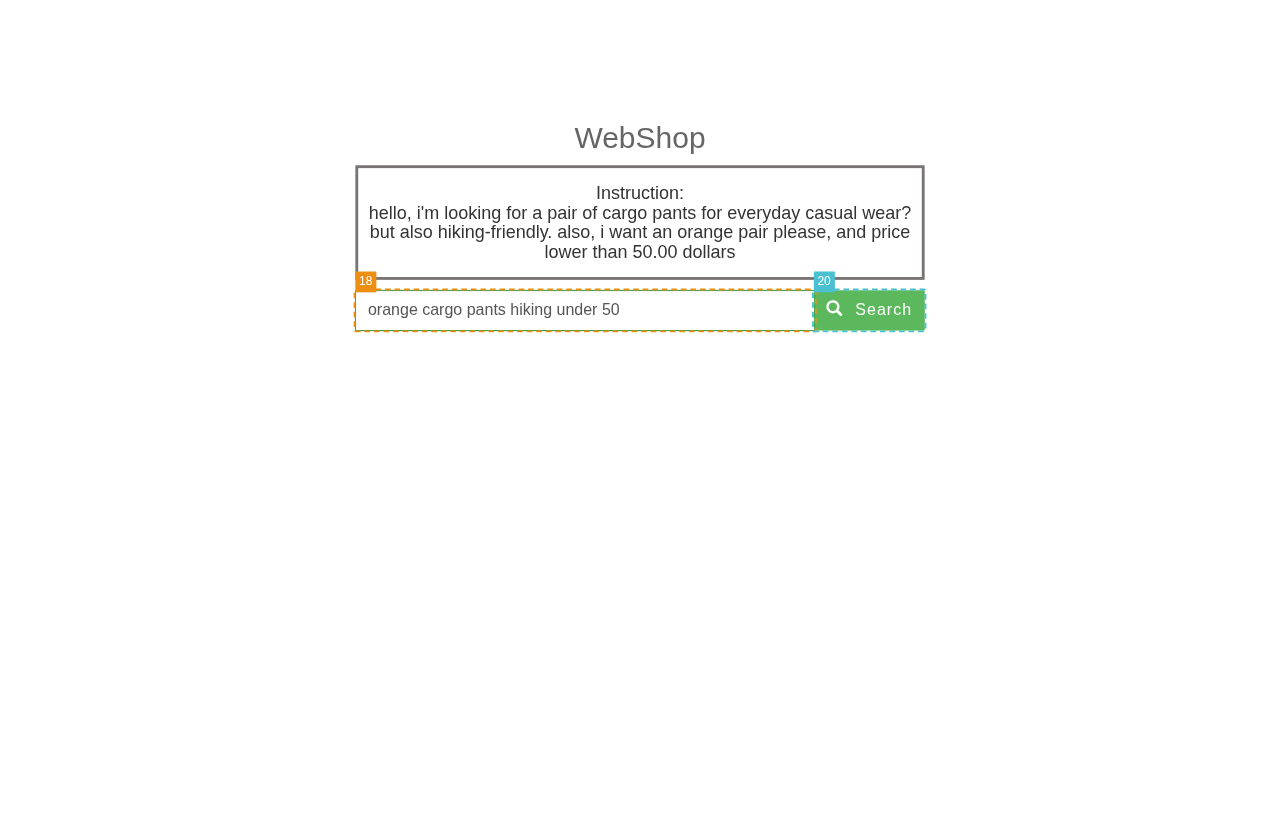 WebShop
Instruction:
hello, i'm looking for a pair of cargo pants for everyday casual wear?
but also hiking-friendly. also, i want an orange pair please, and price
lower than 50.00 dollars
18
20
orange cargo pants hiking under 50
Search